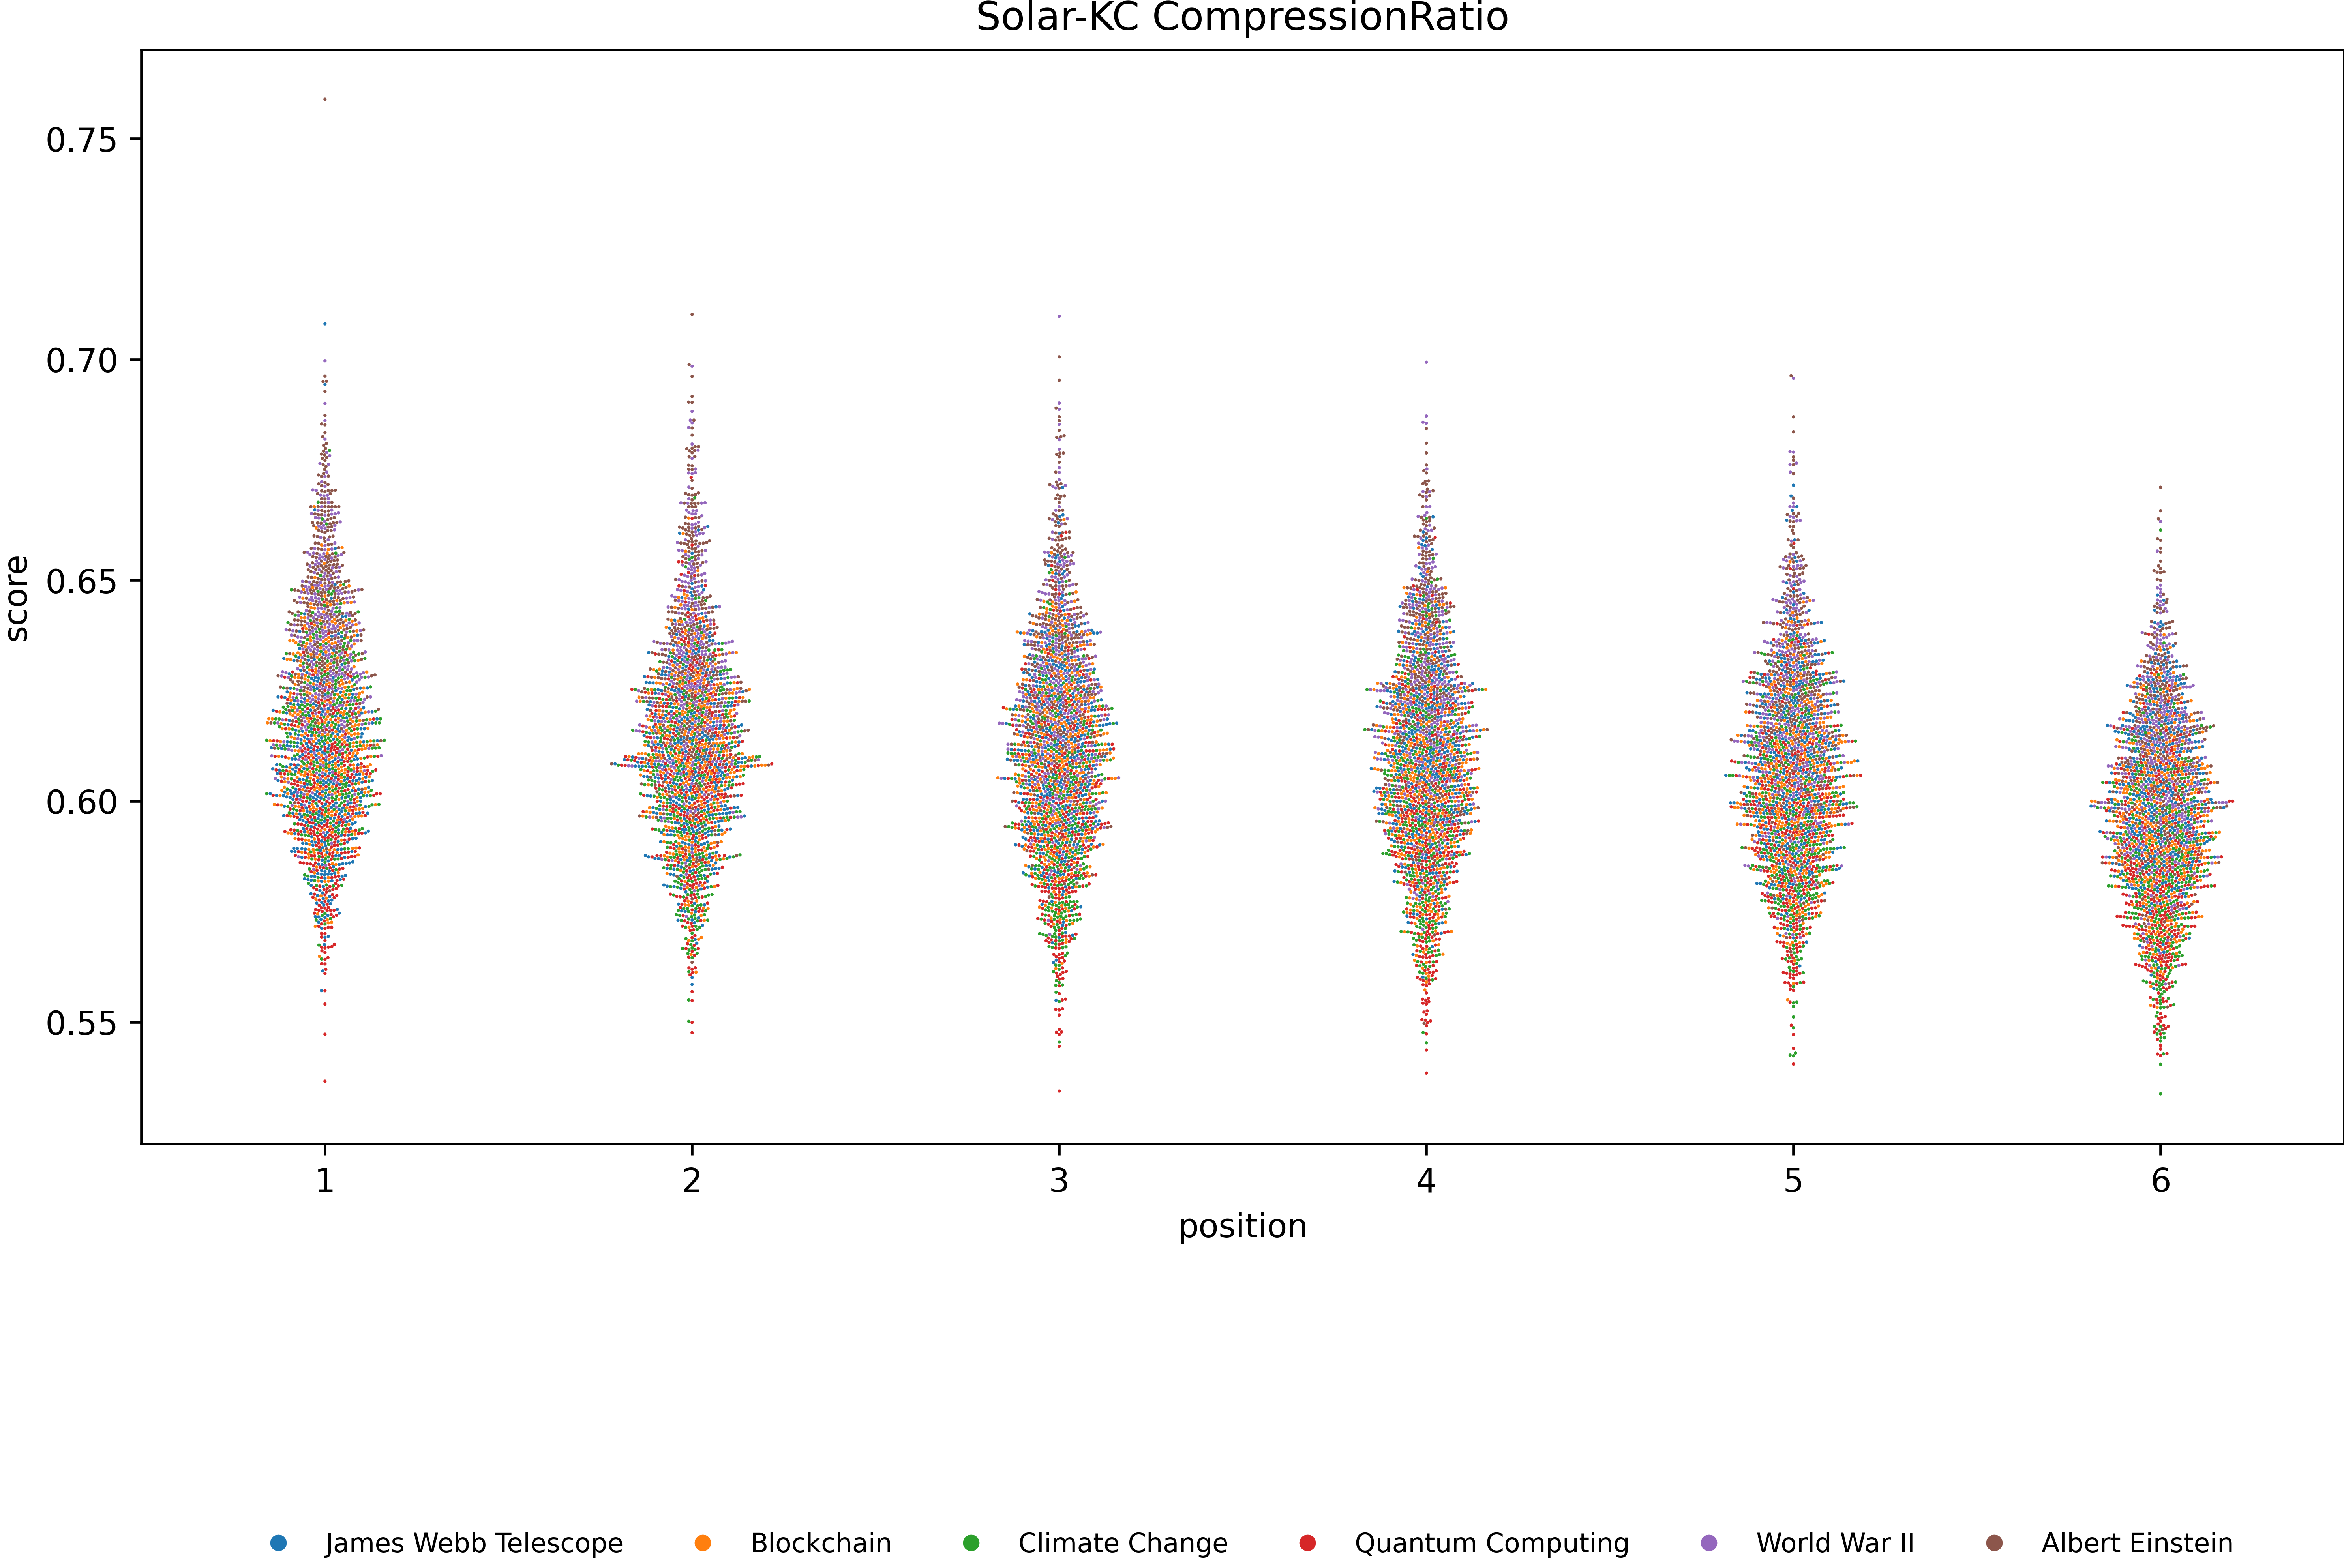 Solar-KC CompressionRatio
0.75
0.70
0.65
0.60
0.55
score
1 2 3 4 5 6
position
James Webb Telescope Blockchain Climate Change Quantum Computing World War II Albert Einstein